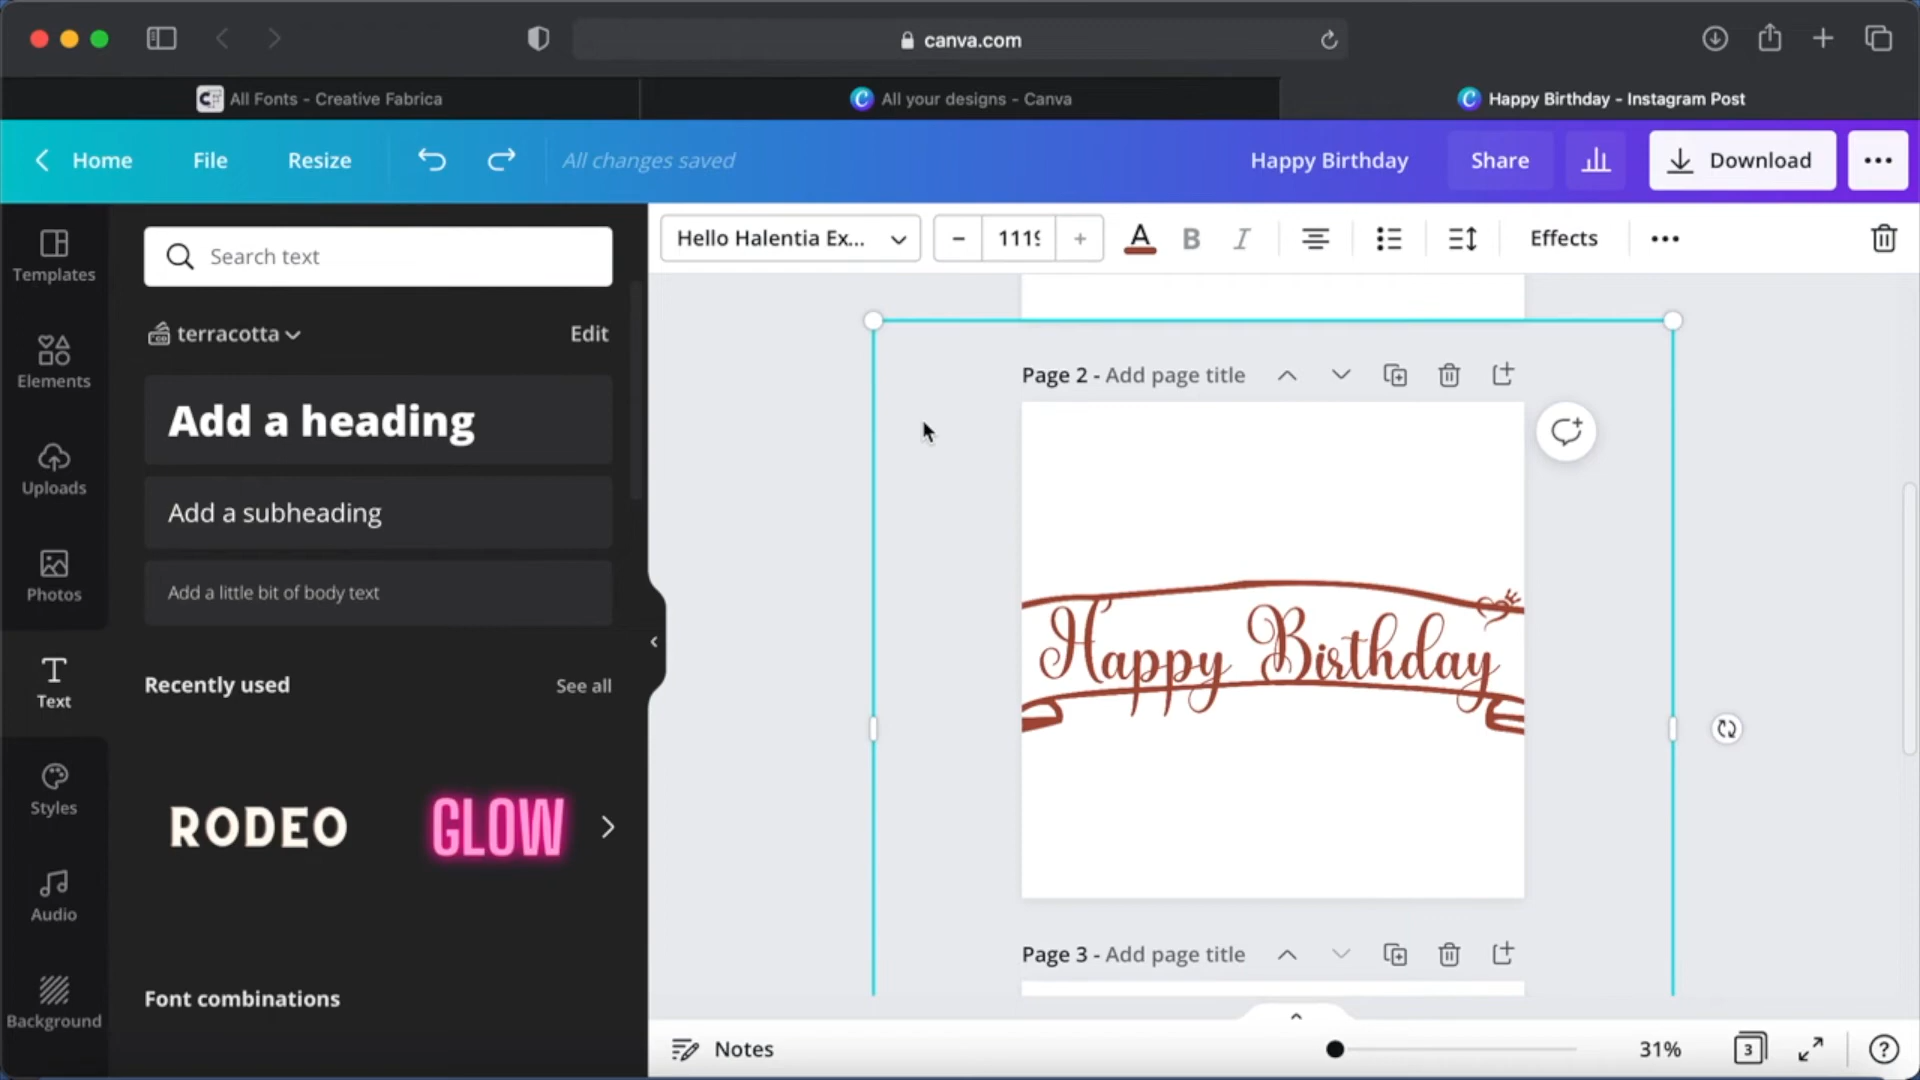 canva.com
All Fonts - Creative Fabrica
All your designs - Canva
Happy Birthday - Instagram Post
Home
File
Resize
All changes saved
Happy Birthday
Share
Download
Templates
Elements
Uploads
Photos
Text
Styles
Audio
Background
Search text
terracotta
Edit
Add a heading
Add a subheading
Add a little bit of body text
Recently used
See all
RODEO
GLOW
Font combinations
Hello Halentia Ex...
A
B
I
Effects
Page 2 - Add page title
Happy Birthday
Page 3 - Add page title
Notes
31%
3
?